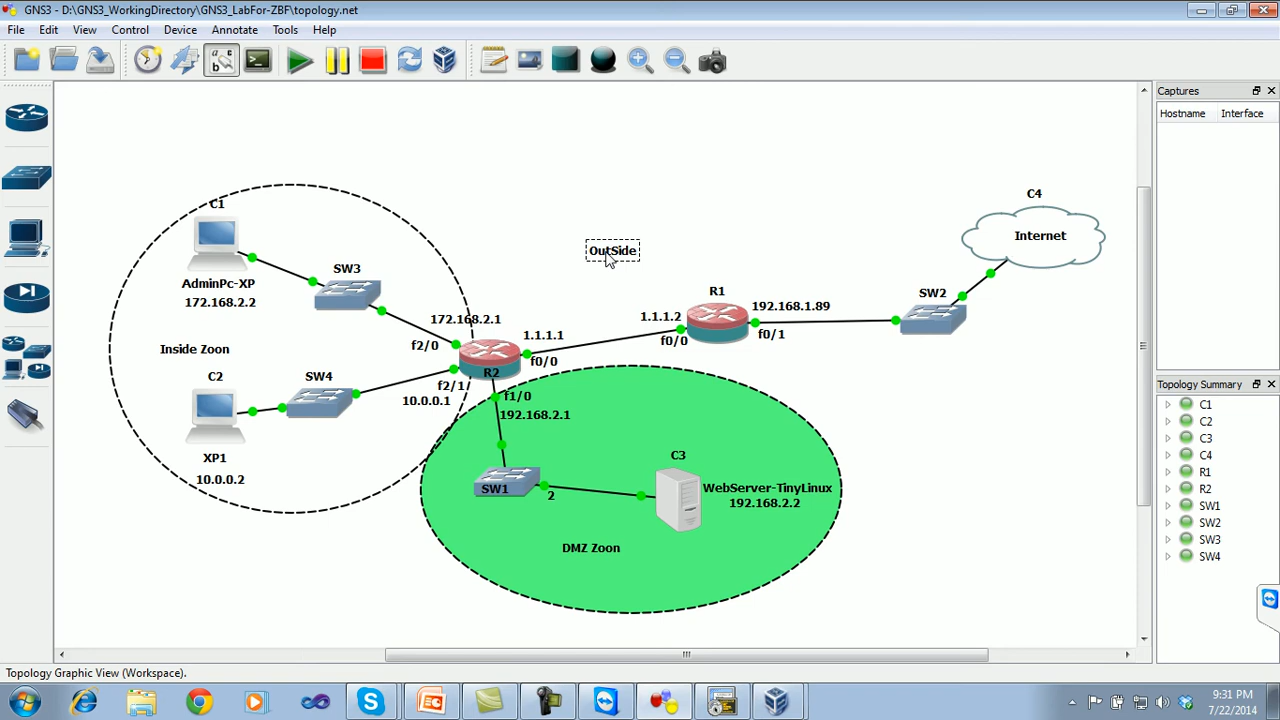 GNS3 - D:\GNS3_WorkingDirectory\GNS3_LabFor-ZBF\topology.net
File Edit View Control Device Annotate Tools Help
a
b
Captures
Hostname Interface
C4
Internet
C1
OutSide
SW3
AdminPc-XP
172.168.2.2
R1
SW2
192.168.1.89
172.168.2.1
1.1.1.2
1.1.1.1
f0/0
f0/1
f2/0
f0/0
Inside Zoon
R2
C2
SW4
f2/1
10.0.0.1
f1/0
192.168.2.1
XP1
10.0.0.2
C3
SW1
2
WebServer-TinyLinux
192.168.2.2
DMZ Zoon
Topology Summary
C1
C2
C3
C4
R1
R2
SW1
SW2
SW3
SW4
Topology Graphic View (Workspace).
9:31 PM
7/22/2014